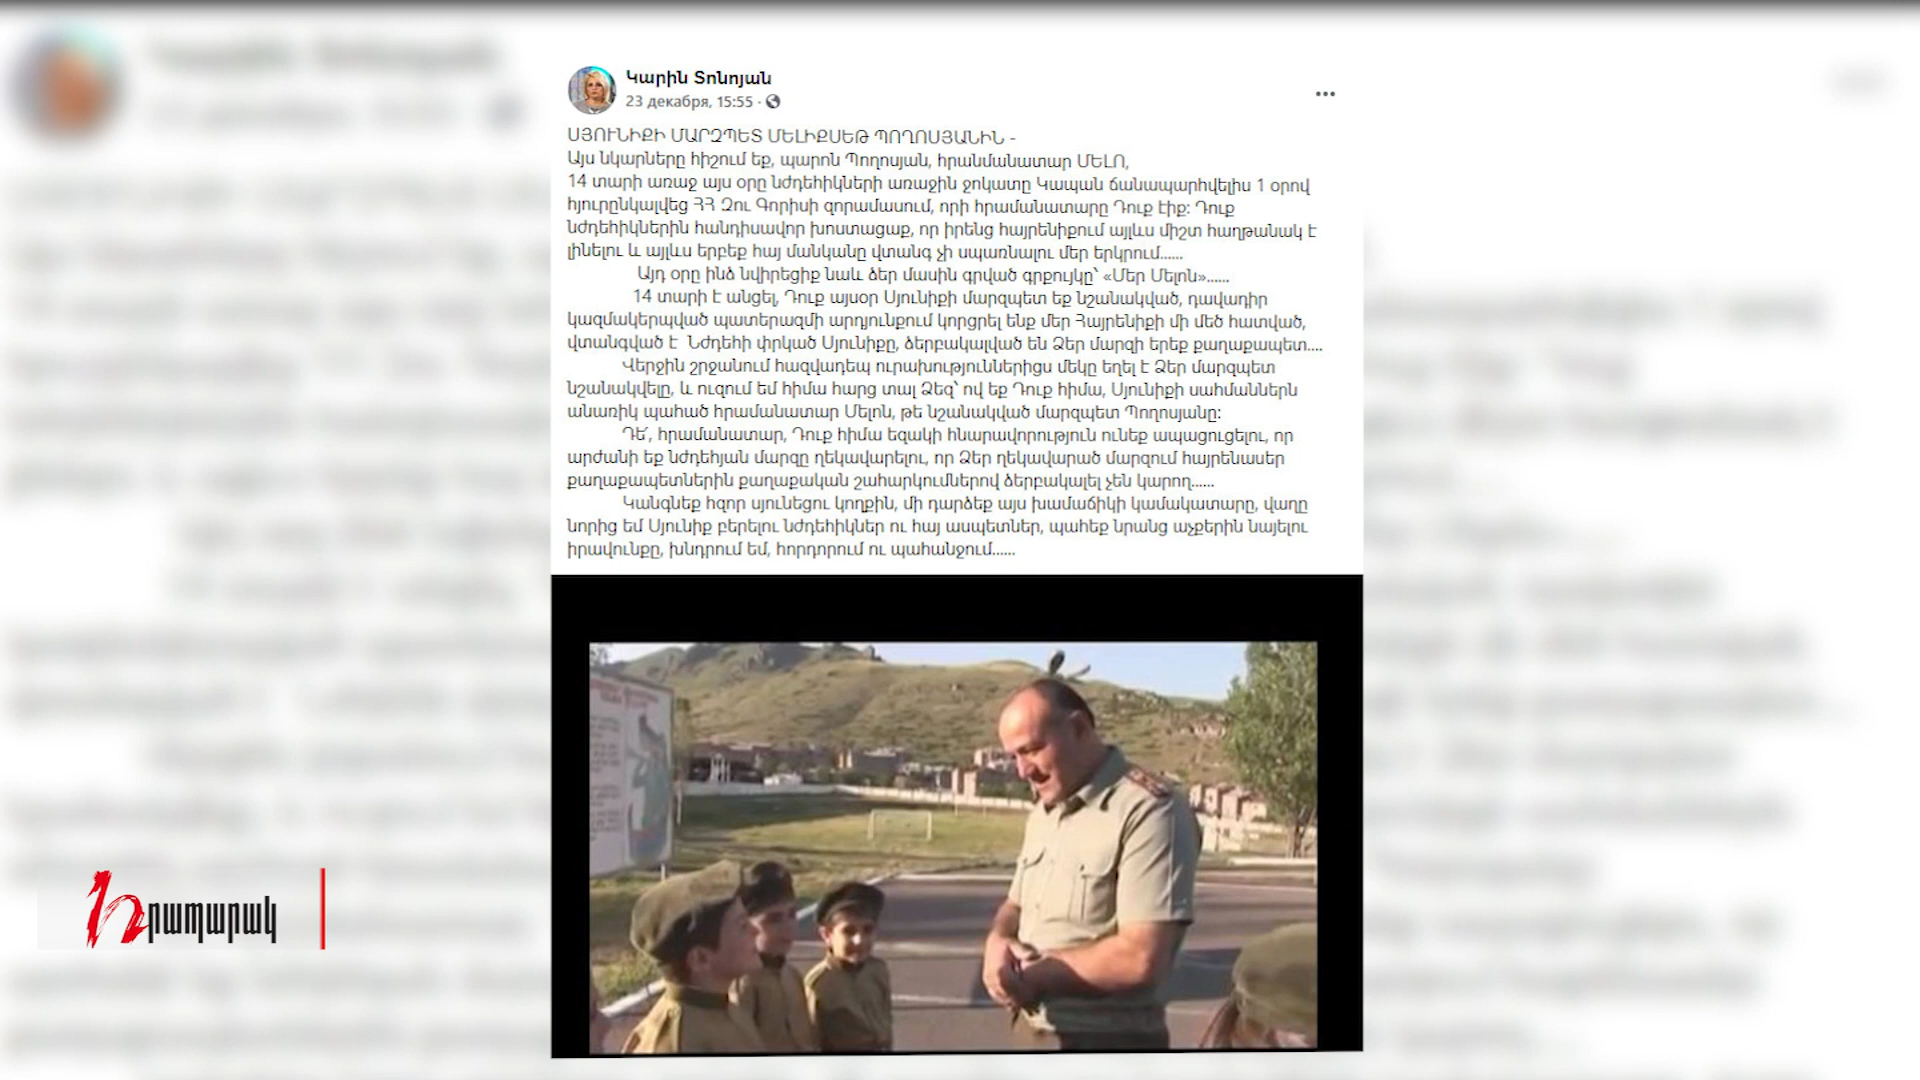 Կարին Տոնոյան
23 декабря, 15:55 ·
ՍՅՈՒՆԻՔԻ ՄԱՐԶՊԵՏ ՄԵԼԻՔՍԵԹ ՊՈՂՈՍՅԱՆԻՆ -
Այս նկարները հիշում եք, պարոն Պողոսյան, հրանմանատար ՄԵԼՈ,
14 տարի առաջ այս օրը նժդեհիկների առաջին ջոկատը Կապան ճանապարհվելիս 1 օրով
հյուրընկալվեց ՀՀ Զու Գորիսի զորամասում, որի հրամանատարը Դուք էիք: Դուք
նժդեհիկներին հանդիսավոր խոստացաք, որ իրենց հայրենիքում այլևս միշտ հաղթանակ է
լինելու և այլևս երբեք հայ մանկանը վտանգ չի սպառնալու մեր երկրում......
Այդ օրը ինձ նվիրեցիք նաև ձեր մասին գրված գրքույկը՝ «Մեր Մելոն»......
14 տարի է անցել, Դուք այսօր Սյունիքի մարզպետ եք նշանակված, դավադիր
կազմակերպված պատերազմի արդյունքում կորցրել ենք մեր Հայրենիքի մի մեծ հատված,
վտանգված է Նժդեհի փրկած Սյունիքը, ձերբակալված են Ձեր մարզի երեք քաղաքապետ....
Վերջին շրջանում հազվադեպ ուրախություններիցս մեկը եղել է Ձեր մարզպետ
նշանակվելը, և ուզում եմ հիմա հարց տալ Ձեզ՝ ով եք Դուք հիմա, Սյունիքի սահմաններն
անառիկ պահած հրամանատար Մելոն, թե նշանակված մարզպետ Պողոսյանը:
Դե՛, հրամանատար, Դուք հիմա եզակի հնարավորություն ունեք ապացուցելու, որ
արժանի եք նժդեհյան մարզը ղեկավարելու, որ Ձեր ղեկավարած մարզում հայրենասեր
քաղաքապետներին քաղաքական շահարկումներով ձերբակալել չեն կարող......
Կանգնեք հզոր սյունեցու կողքին, մի դարձեք այս խամաճիկի կամակատարը, վաղը
նորից եմ Սյունիք բերելու նժդեհիկներ ու հայ ասպետներ, պահեք նրանց աչքերին նայելու
իրավունքը, խնդրում եմ, հորդորում ու պահանջում......
Հրապարակ